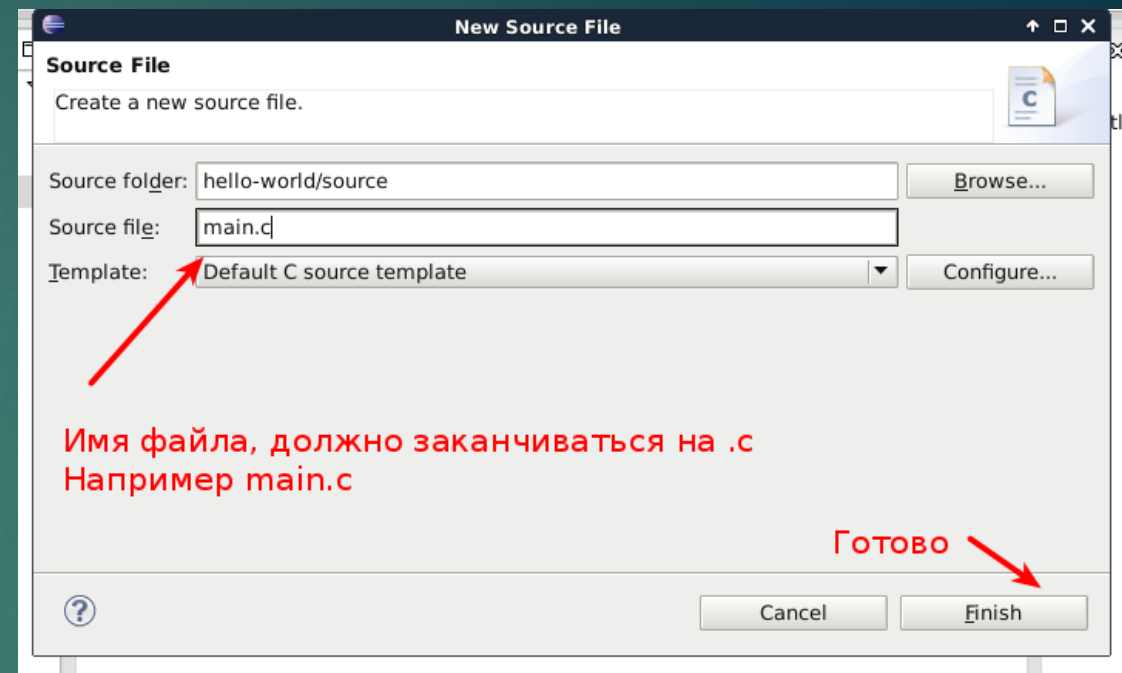 New Source File
Source File
Create a new source file.
C
Source folder: hello-world/source Browse...
Source file: main.c
Template: Default C source template Configure...
Имя файла, должно заканчиваться на .c
Например main.c
Готово
? Cancel Finish